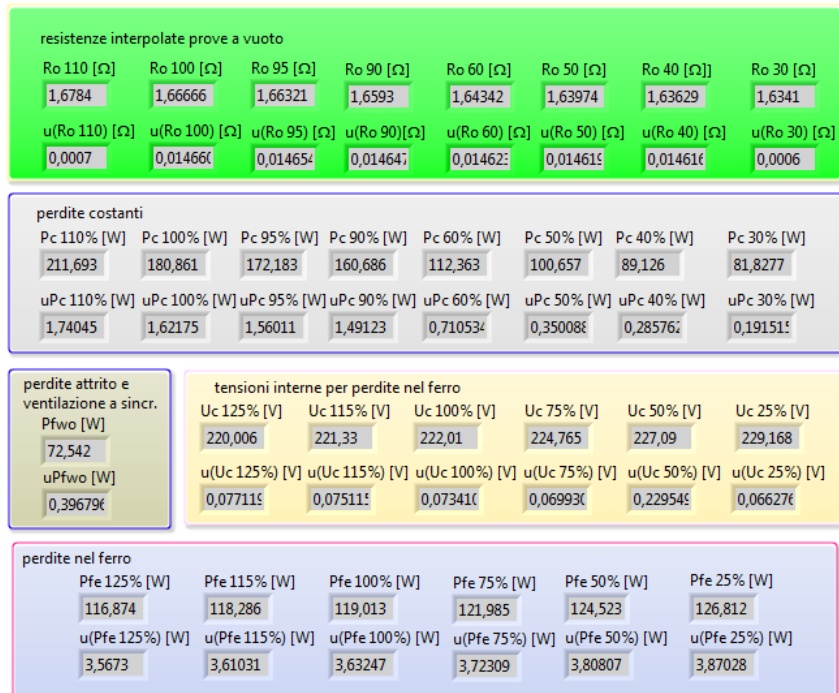 resistenze interpolate prove a vuoto
Ro 110 [Ω] Ro 100 [Ω] Ro 95 [Ω] Ro 90 [Ω] Ro 60 [Ω] Ro 50 [Ω] Ro 40 [Ω]] Ro 30 [Ω]
1,6784 1,66666 1,66321 1,6593 1,64342 1,63974 1,63629 1,6341
u(Ro 110) [Ω] u(Ro 100) [Ω] u(Ro 95) [Ω] u(Ro 90)[Ω] u(Ro 60) [Ω] u(Ro 50) [Ω] u(Ro 40) [Ω] u(Ro 30) [Ω]
0,0007 0,01466( 0,014654 0,014647 0,01462 0,014619 0,014616 0,0006
perdite costanti
Pc 110% [W] Pc 100% [W] Pc 95% [W] Pc 90% [W] Pc 60% [W] Pc 50% [W] Pc 40% [W] Pc 30% [W]
211,693 180,861 172,183 160,686 112,363 100,657 89,126 81,8277
uPc 110% [W] uPc 100% [W] uPc 95% [W] uPc 90% [W] uPc 60% [W] uPc 50% [W] uPc 40% [W] uPc 30% [W]
1,74045 1,62175 1,56011 1,49123 0,710534 0,350088 0,285762 0,191515
perdite attrito e
ventilazione a sincr.
Pfwo [W]
72,542
uPfwo [W]
0,396796
tensioni interne per perdite nel ferro
Uc 125% [V] Uc 115% [V] Uc 100% [V] Uc 75% [V] Uc 50% [V] Uc 25% [V]
220,006 221,33 222,01 224,765 227,09 229,168
u(Uc 125%) [V] u(Uc 115%) [V] u(Uc 100%) [V] u(Uc 75%) [V] u(Uc 50%) [V] u(Uc 25%) [V]
0,077119 0,075115 0,073410 0,069930 0,229549 0,066276
perdite nel ferro
Pfe 125% [W] Pfe 115% [W] Pfe 100% [W] Pfe 75% [W] Pfe 50% [W] Pfe 25% [W]
116,874 118,286 119,013 121,985 124,523 126,812
u(Pfe 125%) [W] u(Pfe 115%) [W] u(Pfe 100%) [W] u(Pfe 75%) [W] u(Pfe 50%) [W] u(Pfe 25%) [W]
3,5673 3,61031 3,63247 3,72309 3,80807 3,87028